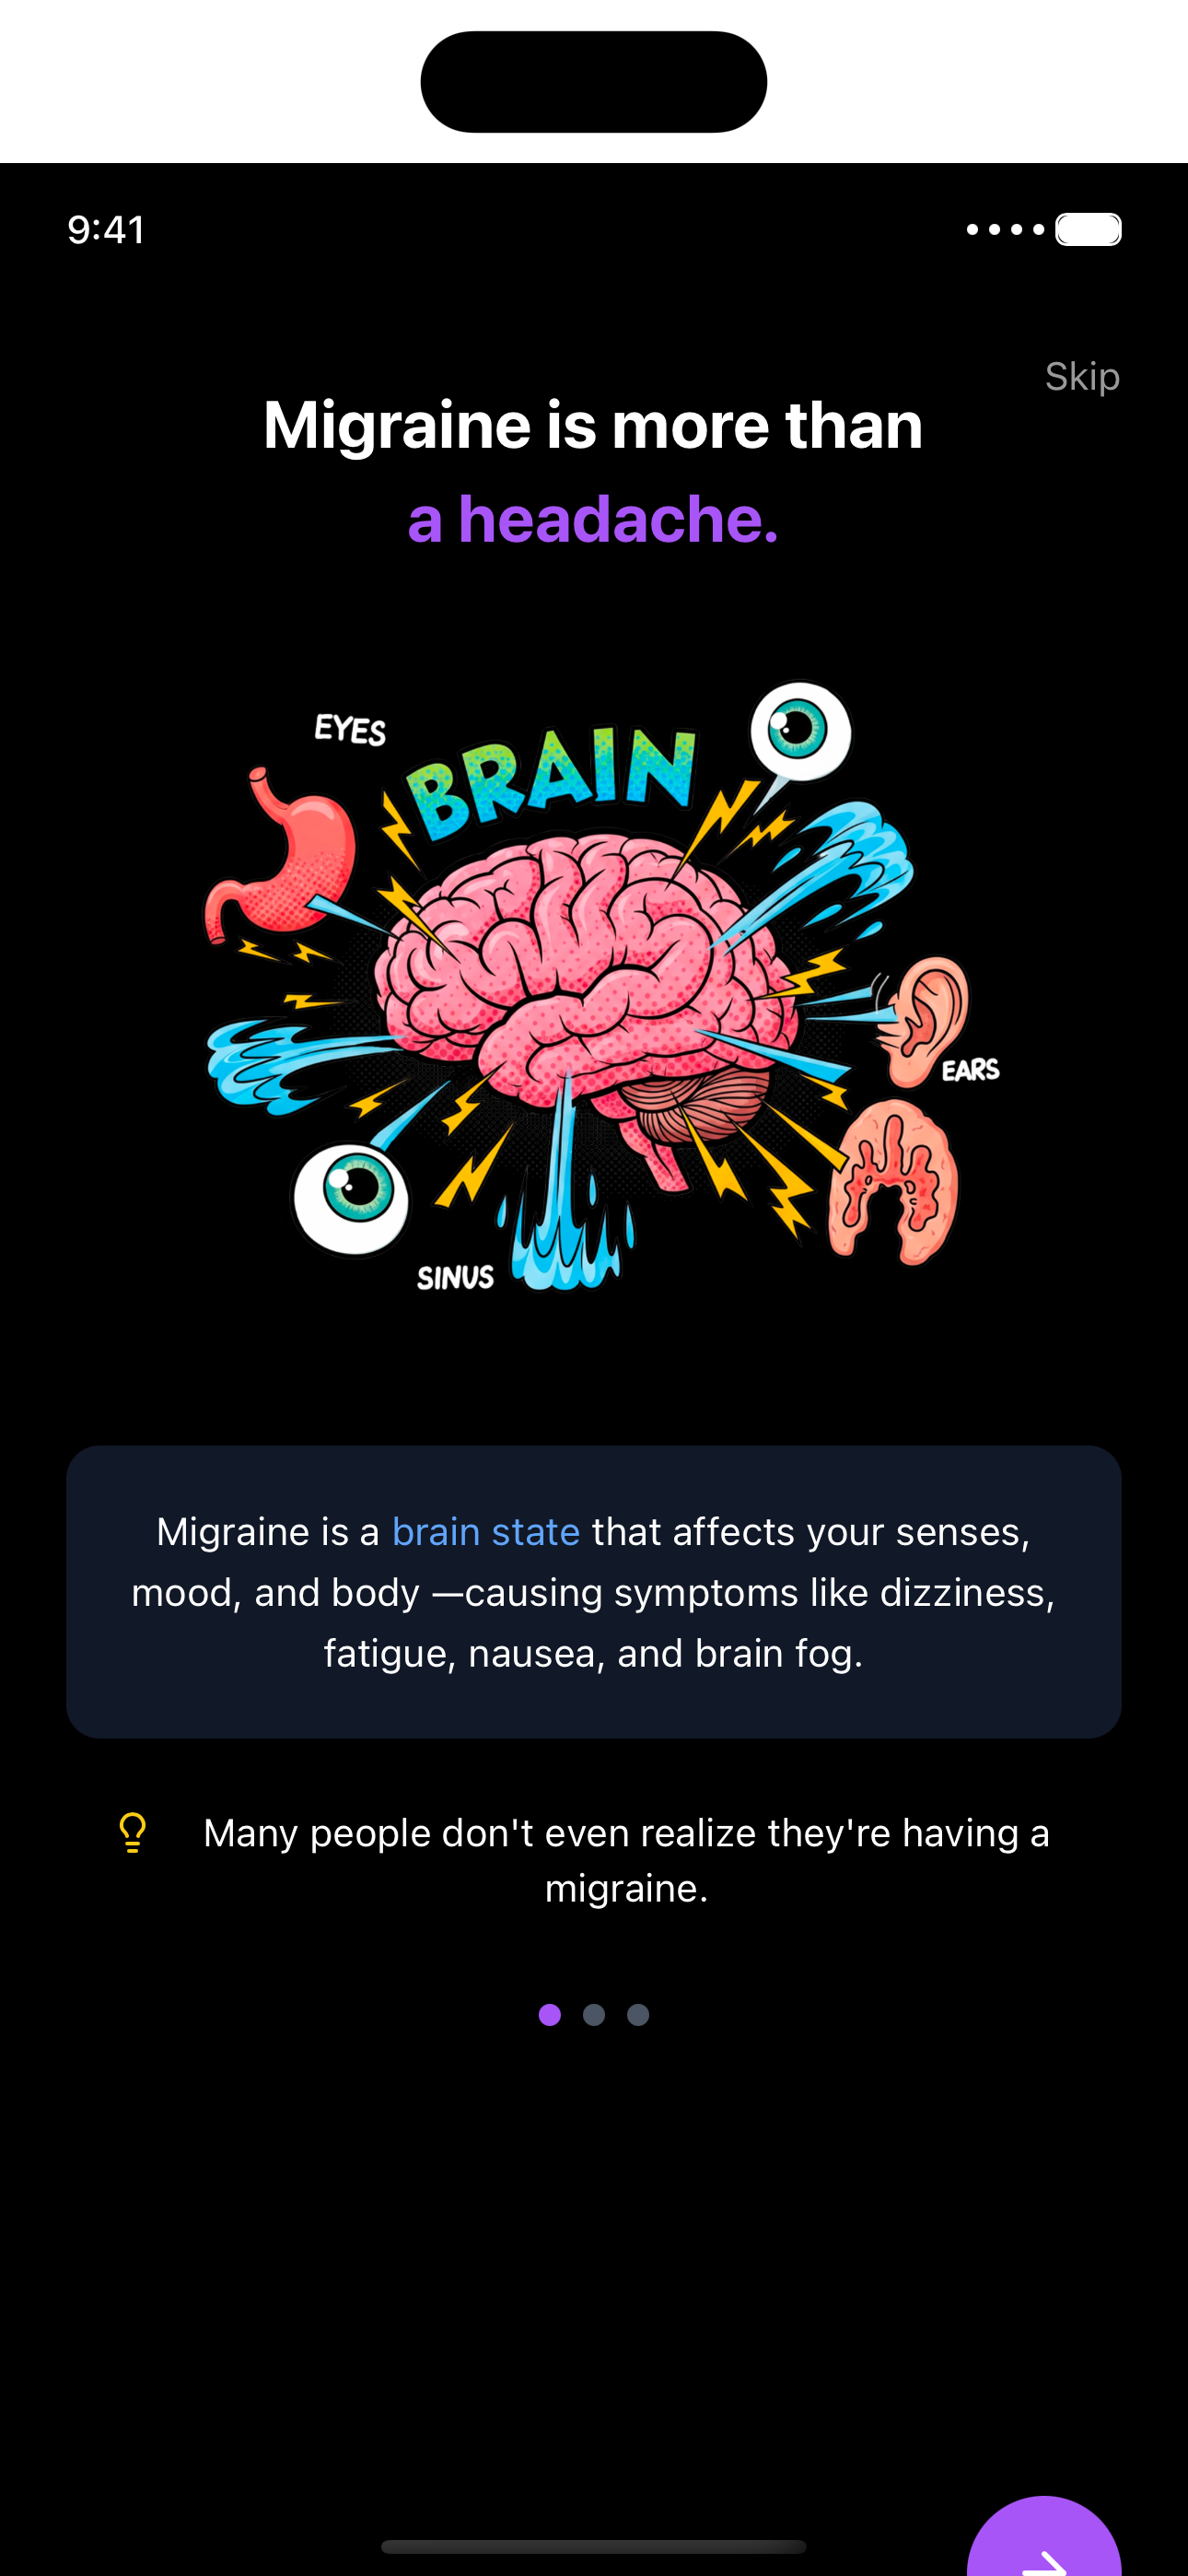 9:41
Skip
Migraine is more than
a headache.
EYES
BRAIN
EARS
SINUS
Migraine is a brain state that affects your senses,
mood, and body —causing symptoms like dizziness,
fatigue, nausea, and brain fog.
Many people don't even realize they're having a
migraine.